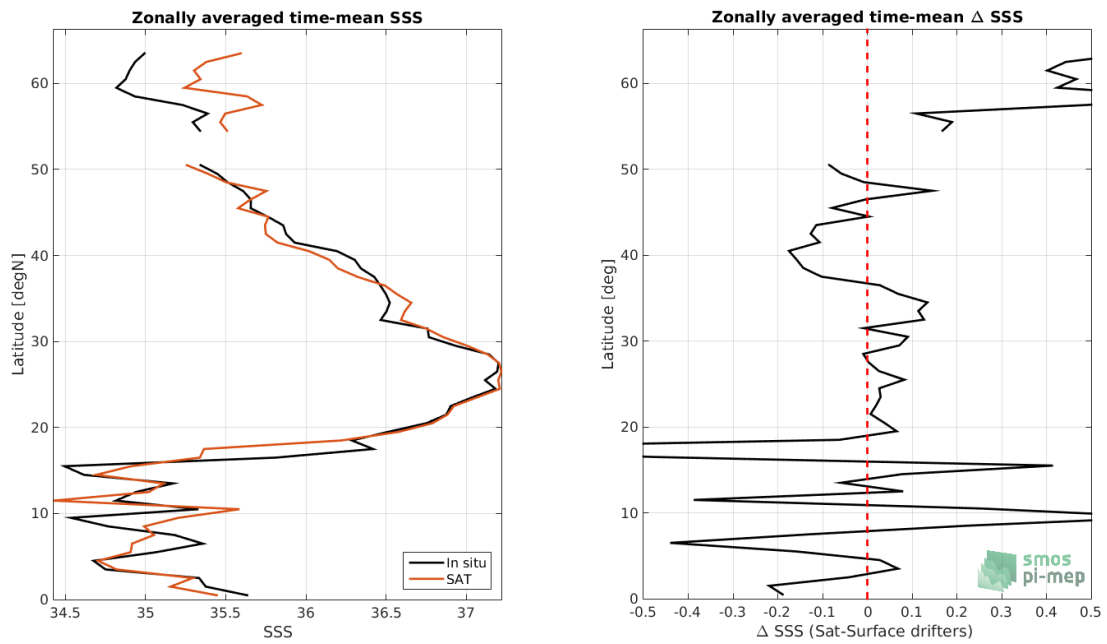 Zonally averaged time-mean SSS
Latitude [degN]
60
50
40
30
20
10
0
34.5 35 35.5 36 36.5 37
SSS
In situ
SAT
Zonally averaged time-mean Δ SSS
Latitude [deg]
60
50
40
30
20
10
0
-0.5 -0.4 -0.3 -0.2 -0.1 0 0.1 0.2 0.3 0.4 0.5
Δ SSS (Sat-Surface drifters)
smos
pi-mep